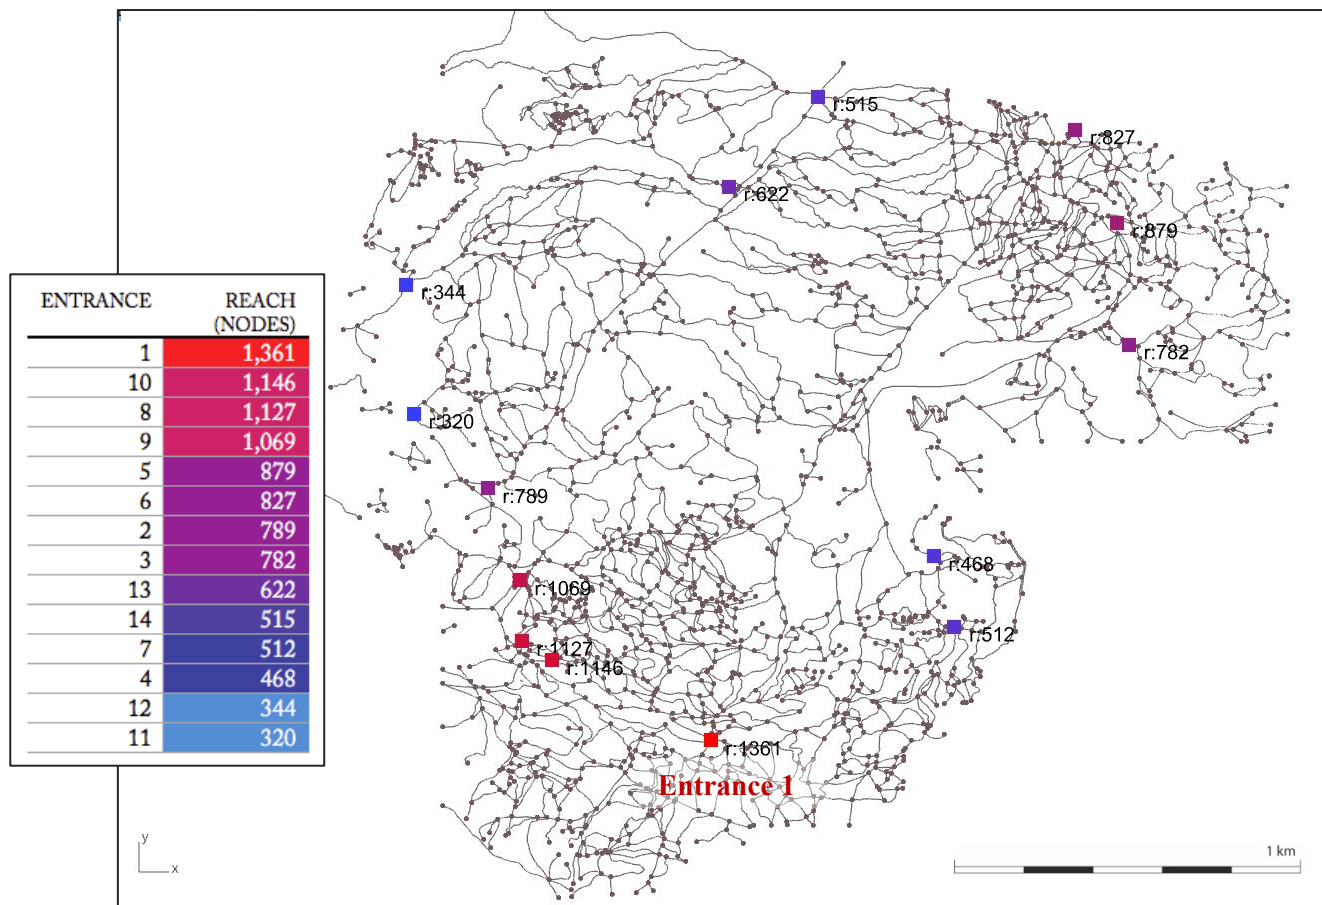 r:515
r:827
r:622
r:879
r:344
r:782
r:320
r:789
r:468
r:1069
r:512
r:1127
r:1146
r:1361
Entrance 1
ENTRANCE REACH
(NODES)
1 1,361
10 1,146
8 1,127
9 1,069
5 879
6 827
2 789
3 782
13 622
14 515
7 512
4 468
12 344
11 320
y
x
1 km